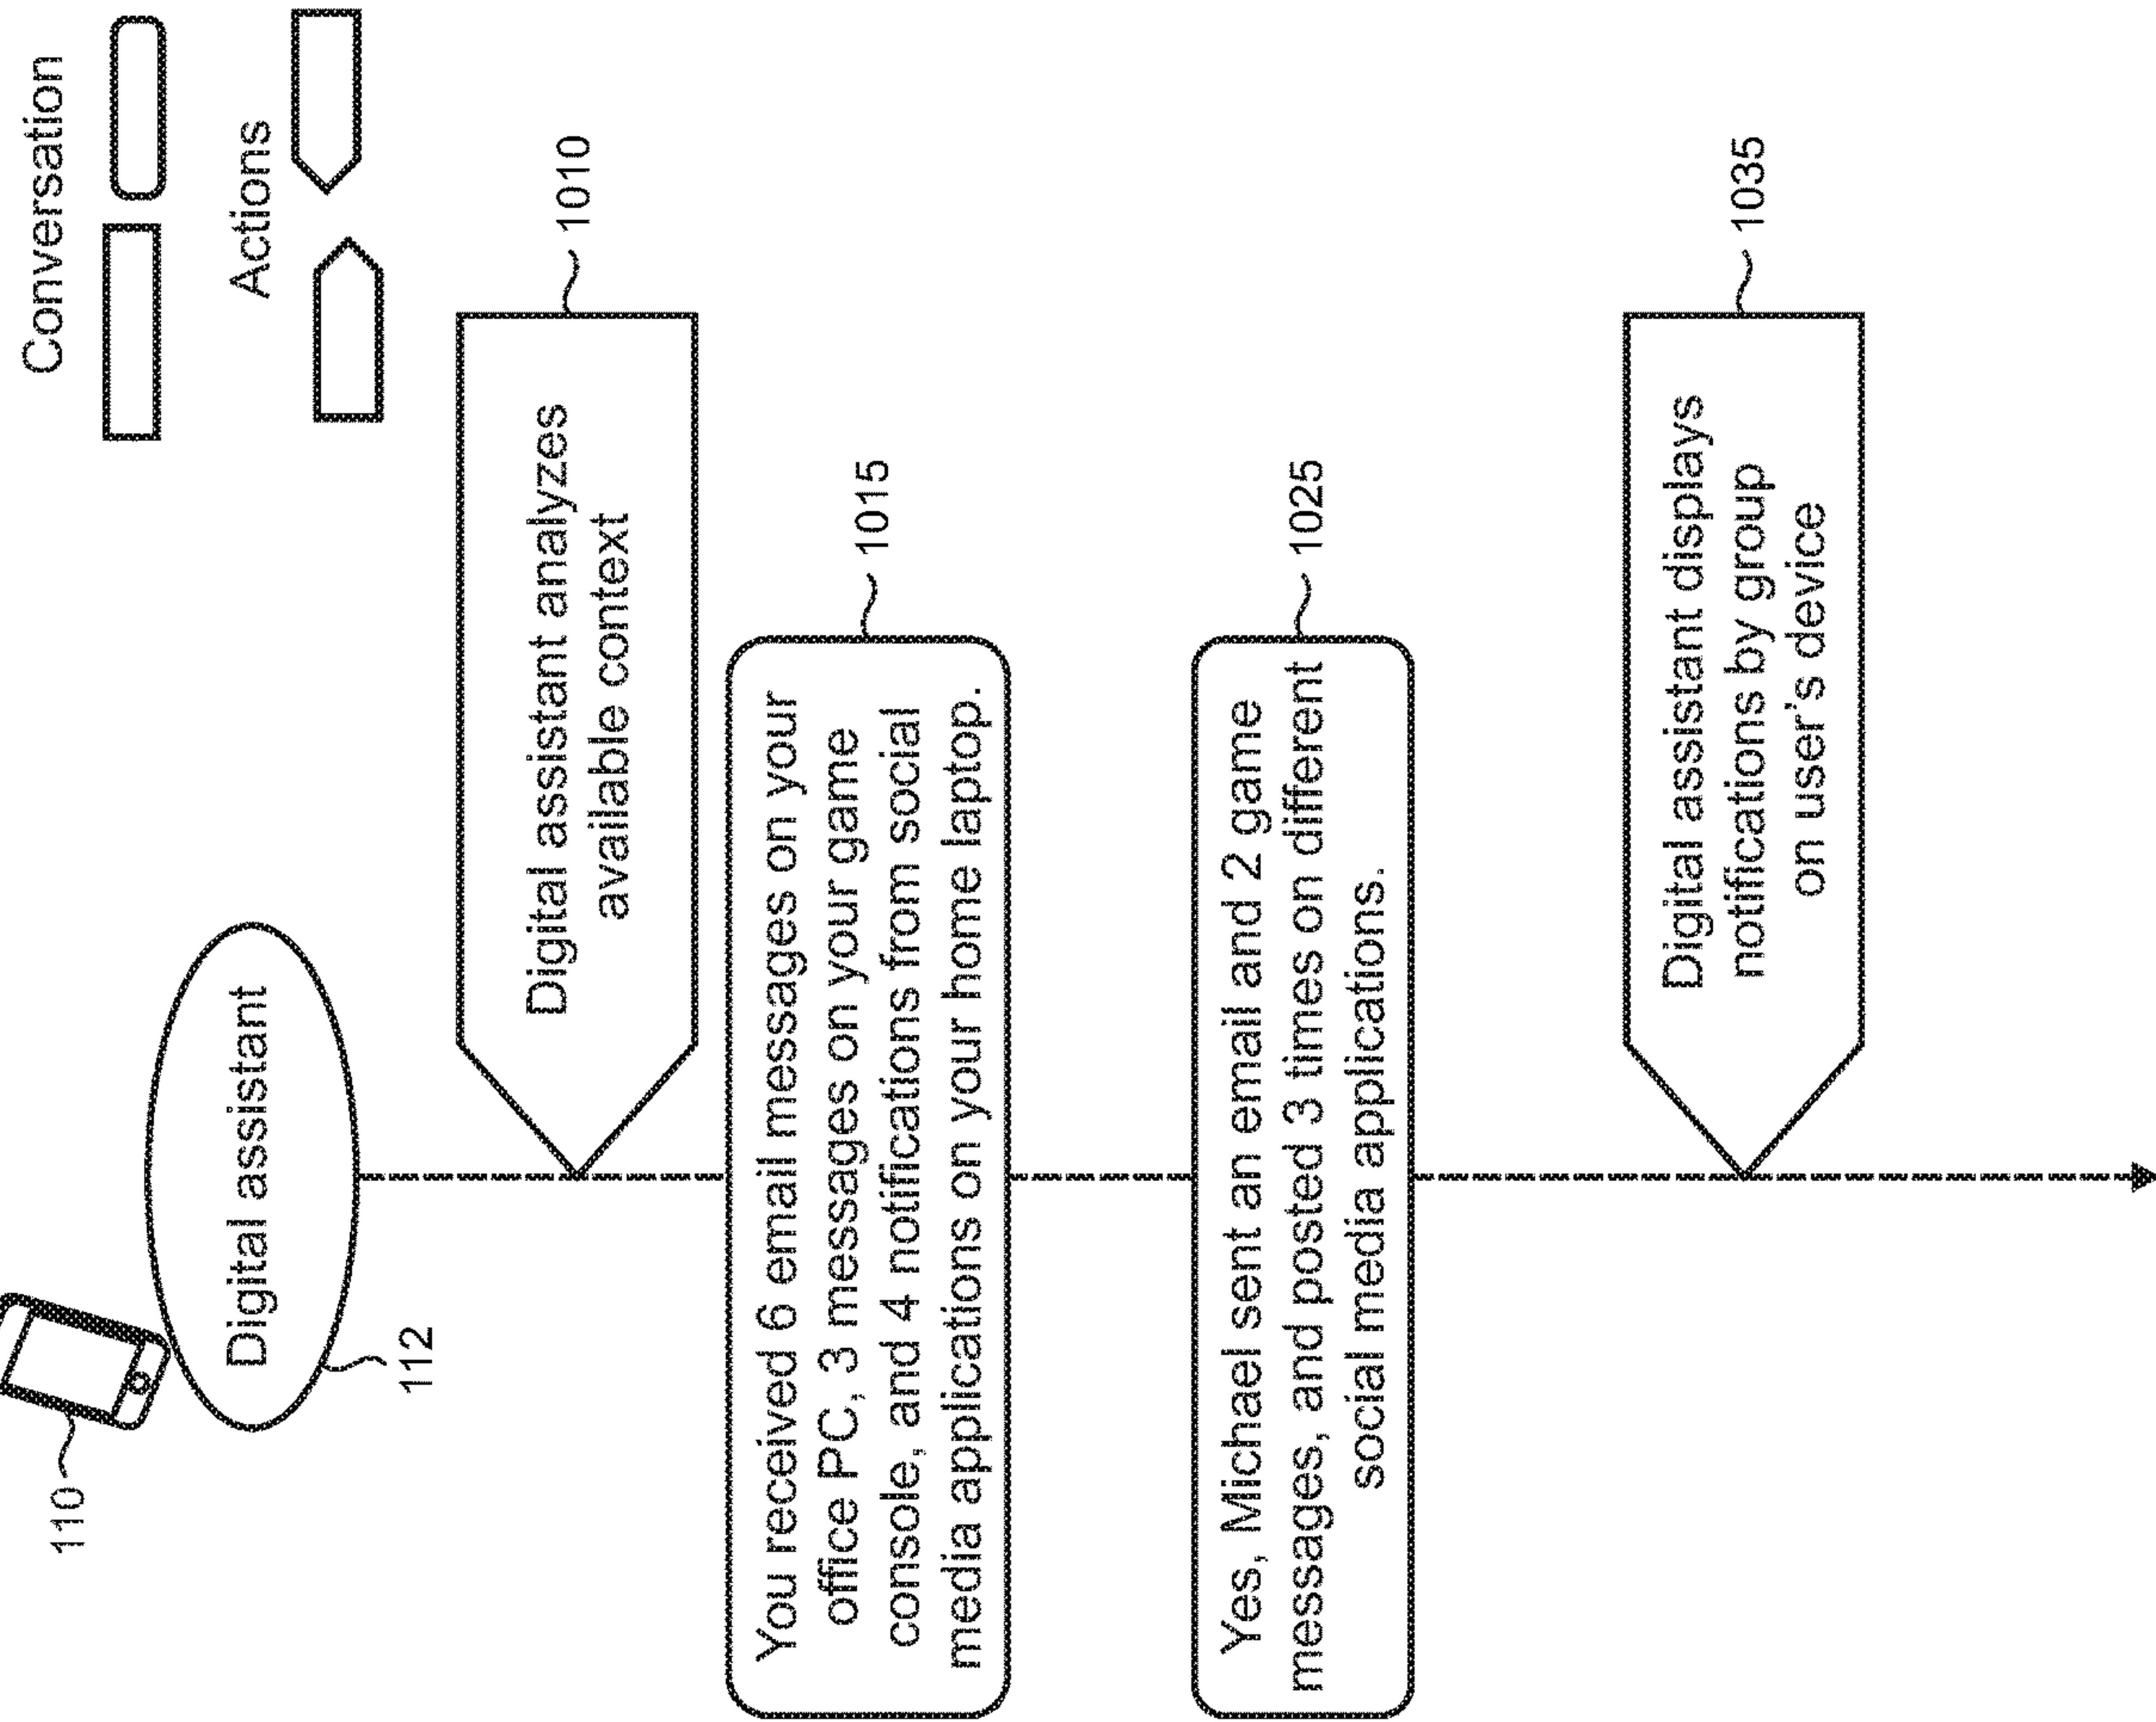 Conversation
Actions
110
Digital assistant
112
Digital assistant analyzes
available context
1010
You received 6 email messages on your
office PC, 3 messages on your game
console, and 4 notifications from social
media applications on your home laptop.
1015
Yes, Michael sent an email and 2 game
messages, and posted 3 times on different
social media applications.
1025
Digital assistant displays
notifications by group
on user's device
1035